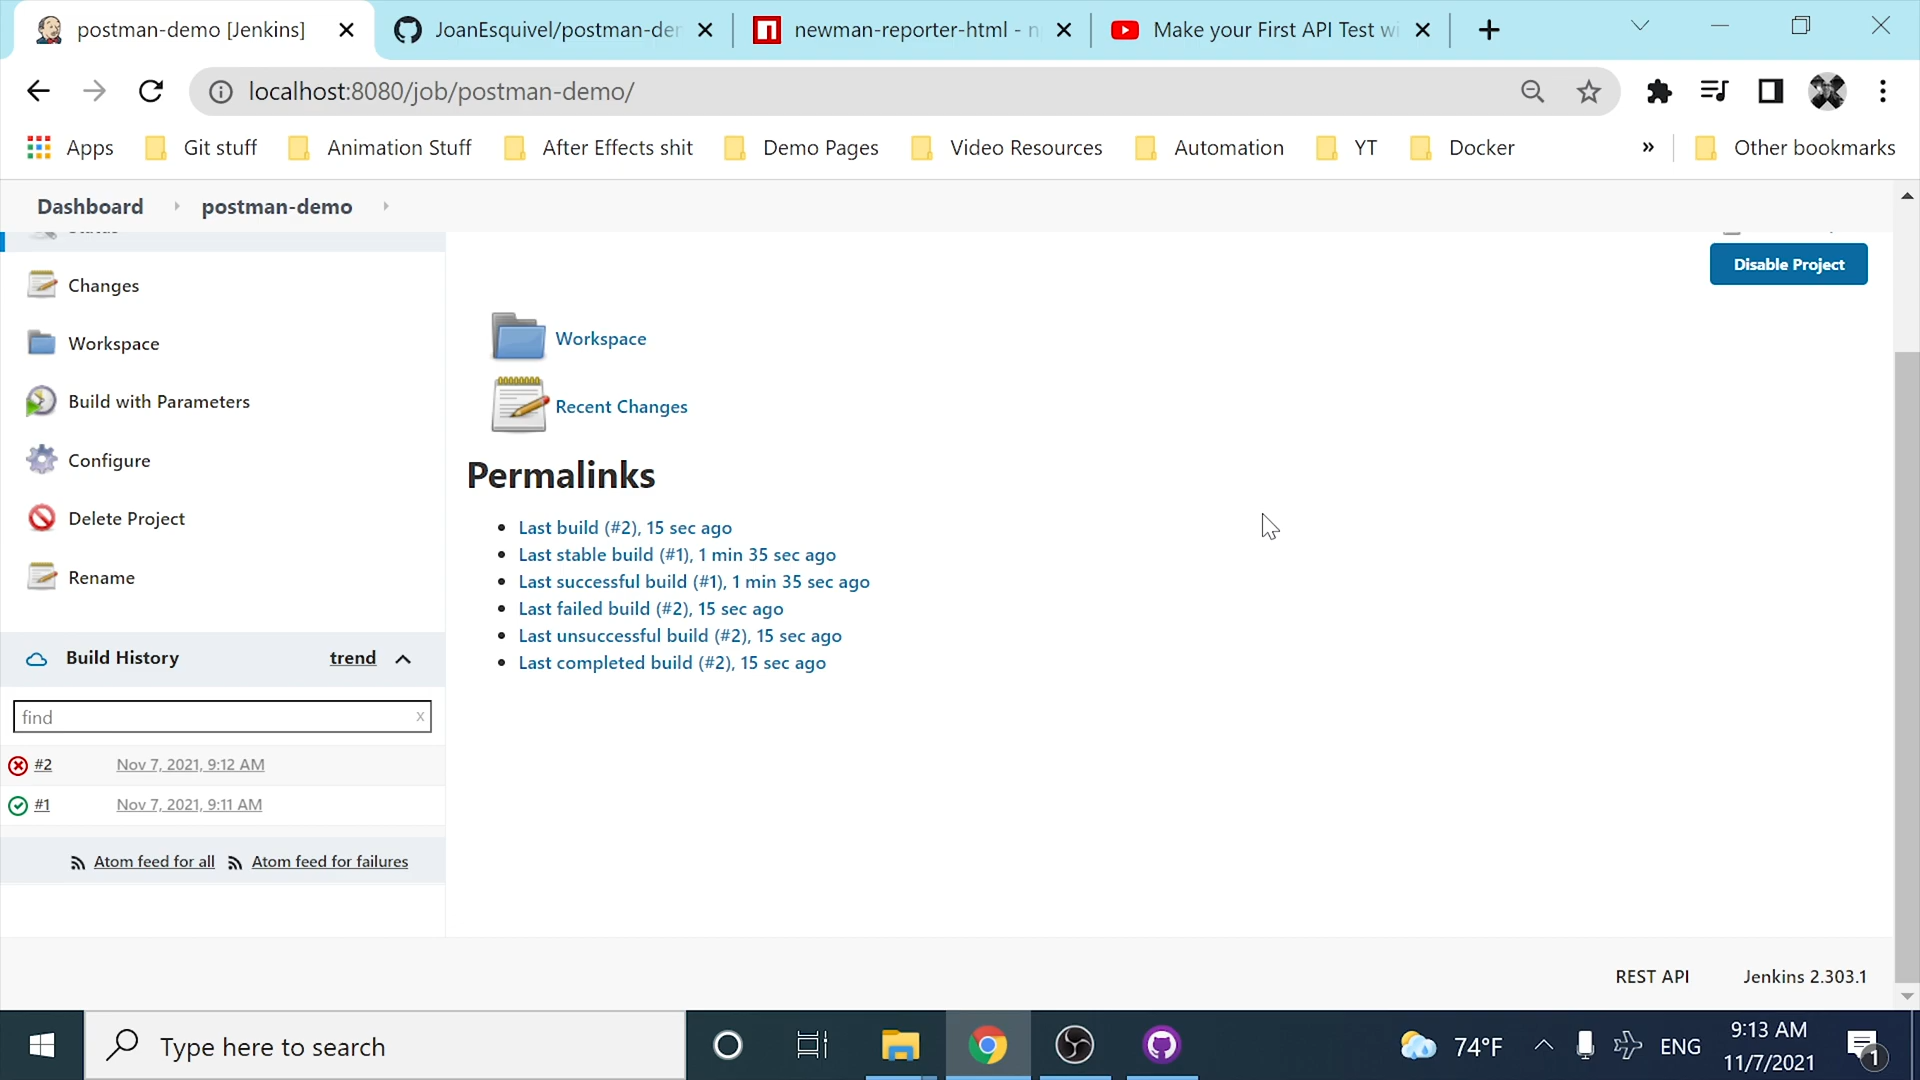 postman-demo [Jenkins]
JoanEsquivel/postman-der
newman-reporter-html - n
Make your First API Test wi
localhost:8080/job/postman-demo/
Apps
Git stuff
Animation Stuff
After Effects shit
Demo Pages
Video Resources
Automation
YT
Docker
»
Other bookmarks
Dashboard
postman-demo
Status
Changes
Workspace
Build with Parameters
Configure
Delete Project
Rename
Disable Project
Workspace
Recent Changes
Permalinks
Last build (#2), 15 sec ago
Last stable build (#1), 1 min 35 sec ago
Last successful build (#1), 1 min 35 sec ago
Last failed build (#2), 15 sec ago
Last unsuccessful build (#2), 15 sec ago
Last completed build (#2), 15 sec ago
Build History
trend
find
x
#2 Nov 7, 2021, 9:12 AM
#1 Nov 7, 2021, 9:11 AM
Atom feed for all
Atom feed for failures
REST API
Jenkins 2.303.1
Type here to search
74°F
ENG
9:13 AM
11/7/2021
1